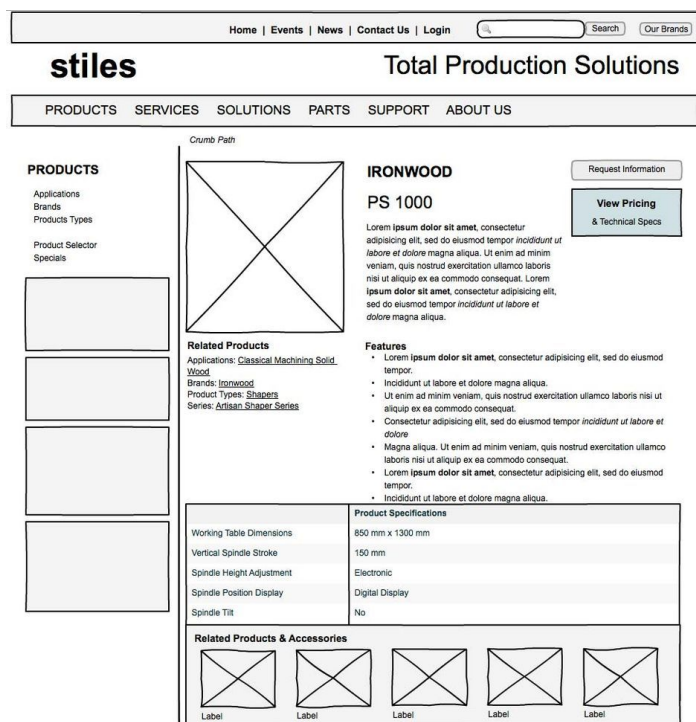 Home | Events | News | Contact Us | Login
Search
Our Brands
stiles
Total Production Solutions
PRODUCTS SERVICES SOLUTIONS PARTS SUPPORT ABOUT US
Crumb Path
PRODUCTS
Applications
Brands
Products Types
Product Selector
Specials
IRONWOOD
PS 1000
Lorem ipsum dolor sit amet, consectetur
adipisicing elit, sed do eiusmod tempor incididunt ut
labore et dolore magna aliqua. Ut enim ad minim
veniam, quis nostrud exercitation ullamco laboris
nisi ut aliquip ex ea commodo consequat. Lorem
ipsum dolor sit amet, consectetur adipisicing elit,
sed do eiusmod tempor incididunt ut labore et
dolore magna aliqua.
Request Information
View Pricing
& Technical Specs
Related Products
Applications: Classical Machining Solid
Wood
Brands: Ironwood
Product Types: Shapers
Series: Artisan Shaper Series
Features
• Lorem ipsum dolor sit amet, consectetur adipisicing elit, sed do eiusmod
tempor.
• Incididunt ut labore et dolore magna aliqua.
• Ut enim ad minim veniam, quis nostrud exercitation ullamco laboris nisi ut
aliquip ex ea commodo consequat.
• Consectetur adipisicing elit, sed do eiusmod tempor incididunt ut labore et
dolore
• Magna aliqua. Ut enim ad minim veniam, quis nostrud exercitation ullamco
laboris nisi ut aliquip ex ea commodo consequat.
• Lorem ipsum dolor sit amet, consectetur adipisicing elit, sed do eiusmod
tempor.
• Incididunt ut labore et dolore magna aliqua.
Product Specifications
Working Table Dimensions 850 mm x 1300 mm
Vertical Spindle Stroke 150 mm
Spindle Height Adjustment Electronic
Spindle Position Display Digital Display
Spindle Tilt No
Related Products & Accessories
Label Label Label Label Label